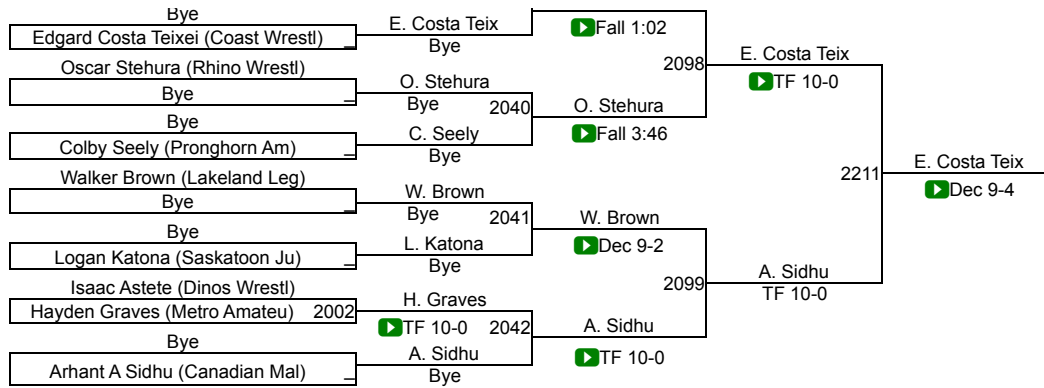 Bye
Edgard Costa Teixei (Coast Wrestl) _
Oscar Stehura (Rhino Wrestl)
Bye _
Bye
Colby Seely (Pronghorn Am) _
Walker Brown (Lakeland Leg)
Bye _
Bye
Logan Katona (Saskatoon Ju) _
Isaac Astete (Dinos Wrestl)
Hayden Graves (Metro Amateu) 2002
Bye
Arhant A Sidhu (Canadian Mal) _
E. Costa Teix
Bye
O. Stehura
Bye 2040
C. Seely
Bye
W. Brown
Bye 2041
L. Katona
Bye
H. Graves
TF 10-0 2042
A. Sidhu
Bye
Fall 1:02
2098
O. Stehura
Fall 3:46
W. Brown
Dec 9-2
2099
A. Sidhu
TF 10-0
E. Costa Teix
TF 10-0
2211
A. Sidhu
TF 10-0
E. Costa Teix
Dec 9-4